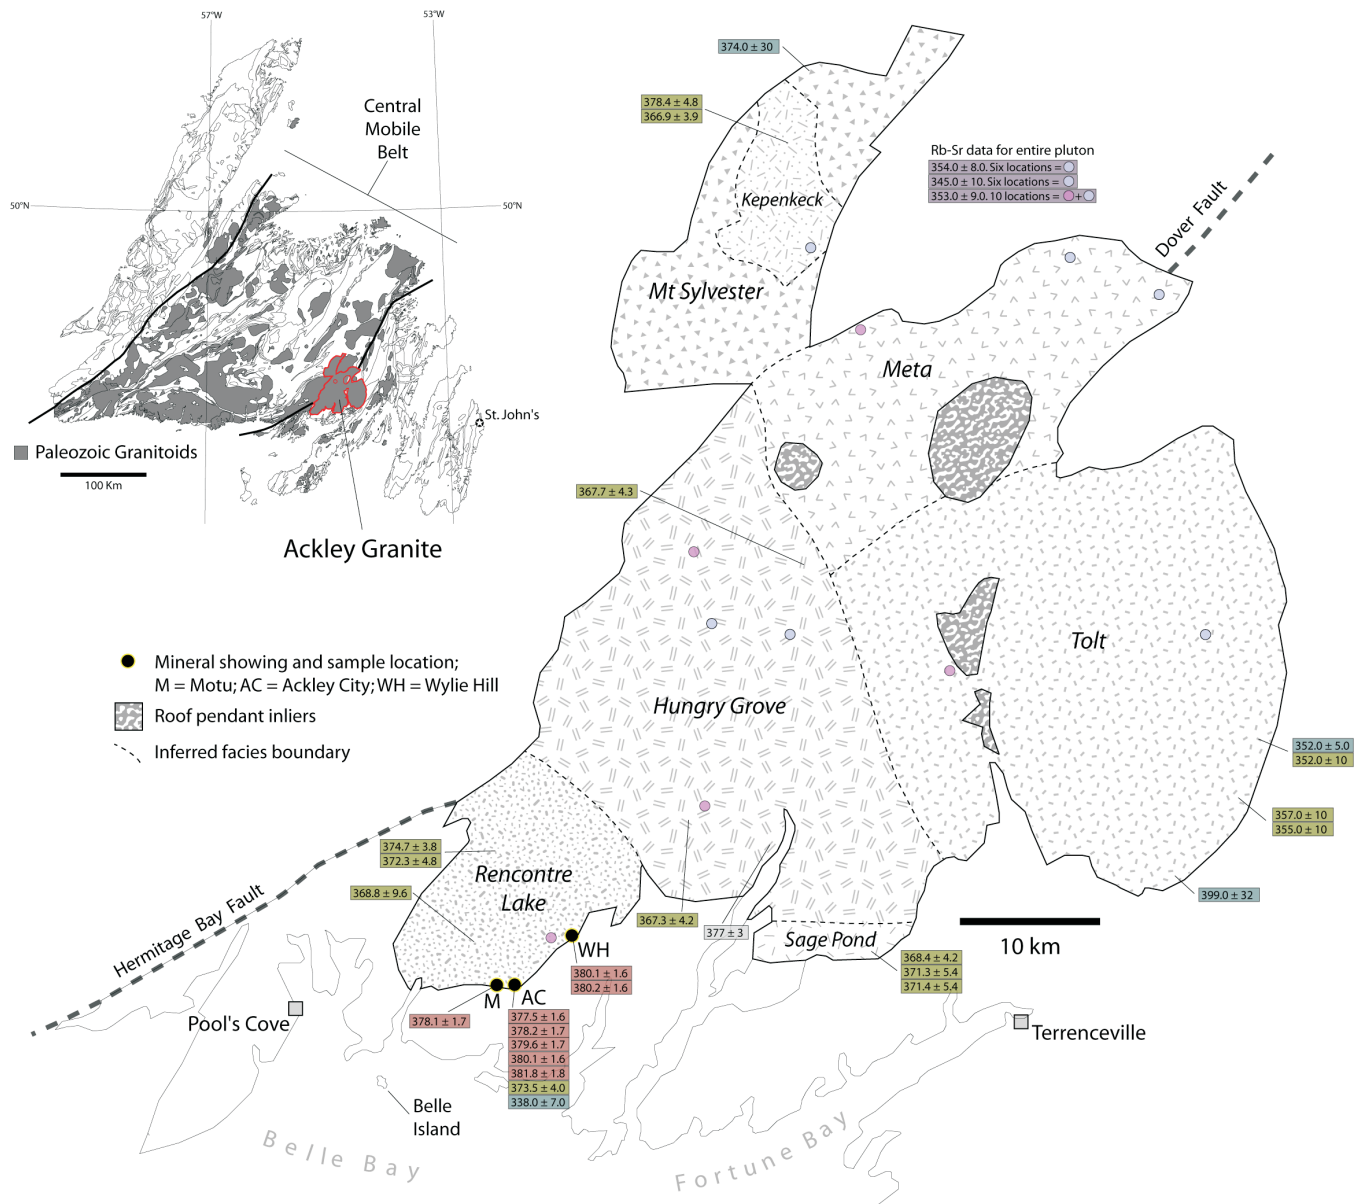 57°W
53°W
50°N
50°N
Central
Mobile
Belt
St. John's
Paleozoic Granitoids
100 Km
Ackley Granite
Mineral showing and sample location;
M = Motu; AC = Ackley City; WH = Wylie Hill
Roof pendant inliers
Inferred facies boundary
374.0 ± 30
378.4 ± 4.8
366.9 ± 3.9
Rb-Sr data for entire pluton
354.0 ± 8.0. Six locations =
345.0 ± 10. Six locations =
353.0 ± 9.0. 10 locations = +
Kepenkeck
Mt Sylvester
Dover Fault
Meta
367.7 ± 4.3
Tolt
Hungry Grove
352.0 ± 5.0
352.0 ± 10
357.0 ± 10
355.0 ± 10
399.0 ± 32
374.7 ± 3.8
372.3 ± 4.8
368.8 ± 9.6
Rencontre
Lake
367.3 ± 4.2
377 ± 3
Sage Pond
368.4 ± 4.2
371.3 ± 5.4
371.4 ± 5.4
10 km
Hermitage Bay Fault
WH
380.1 ± 1.6
380.2 ± 1.6
M
AC
378.1 ± 1.7
377.5 ± 1.6
378.2 ± 1.7
379.6 ± 1.7
380.1 ± 1.6
381.8 ± 1.8
373.5 ± 4.0
338.0 ± 7.0
Pool's Cove
Terrenceville
Belle
Island
Belle Bay
Fortune Bay